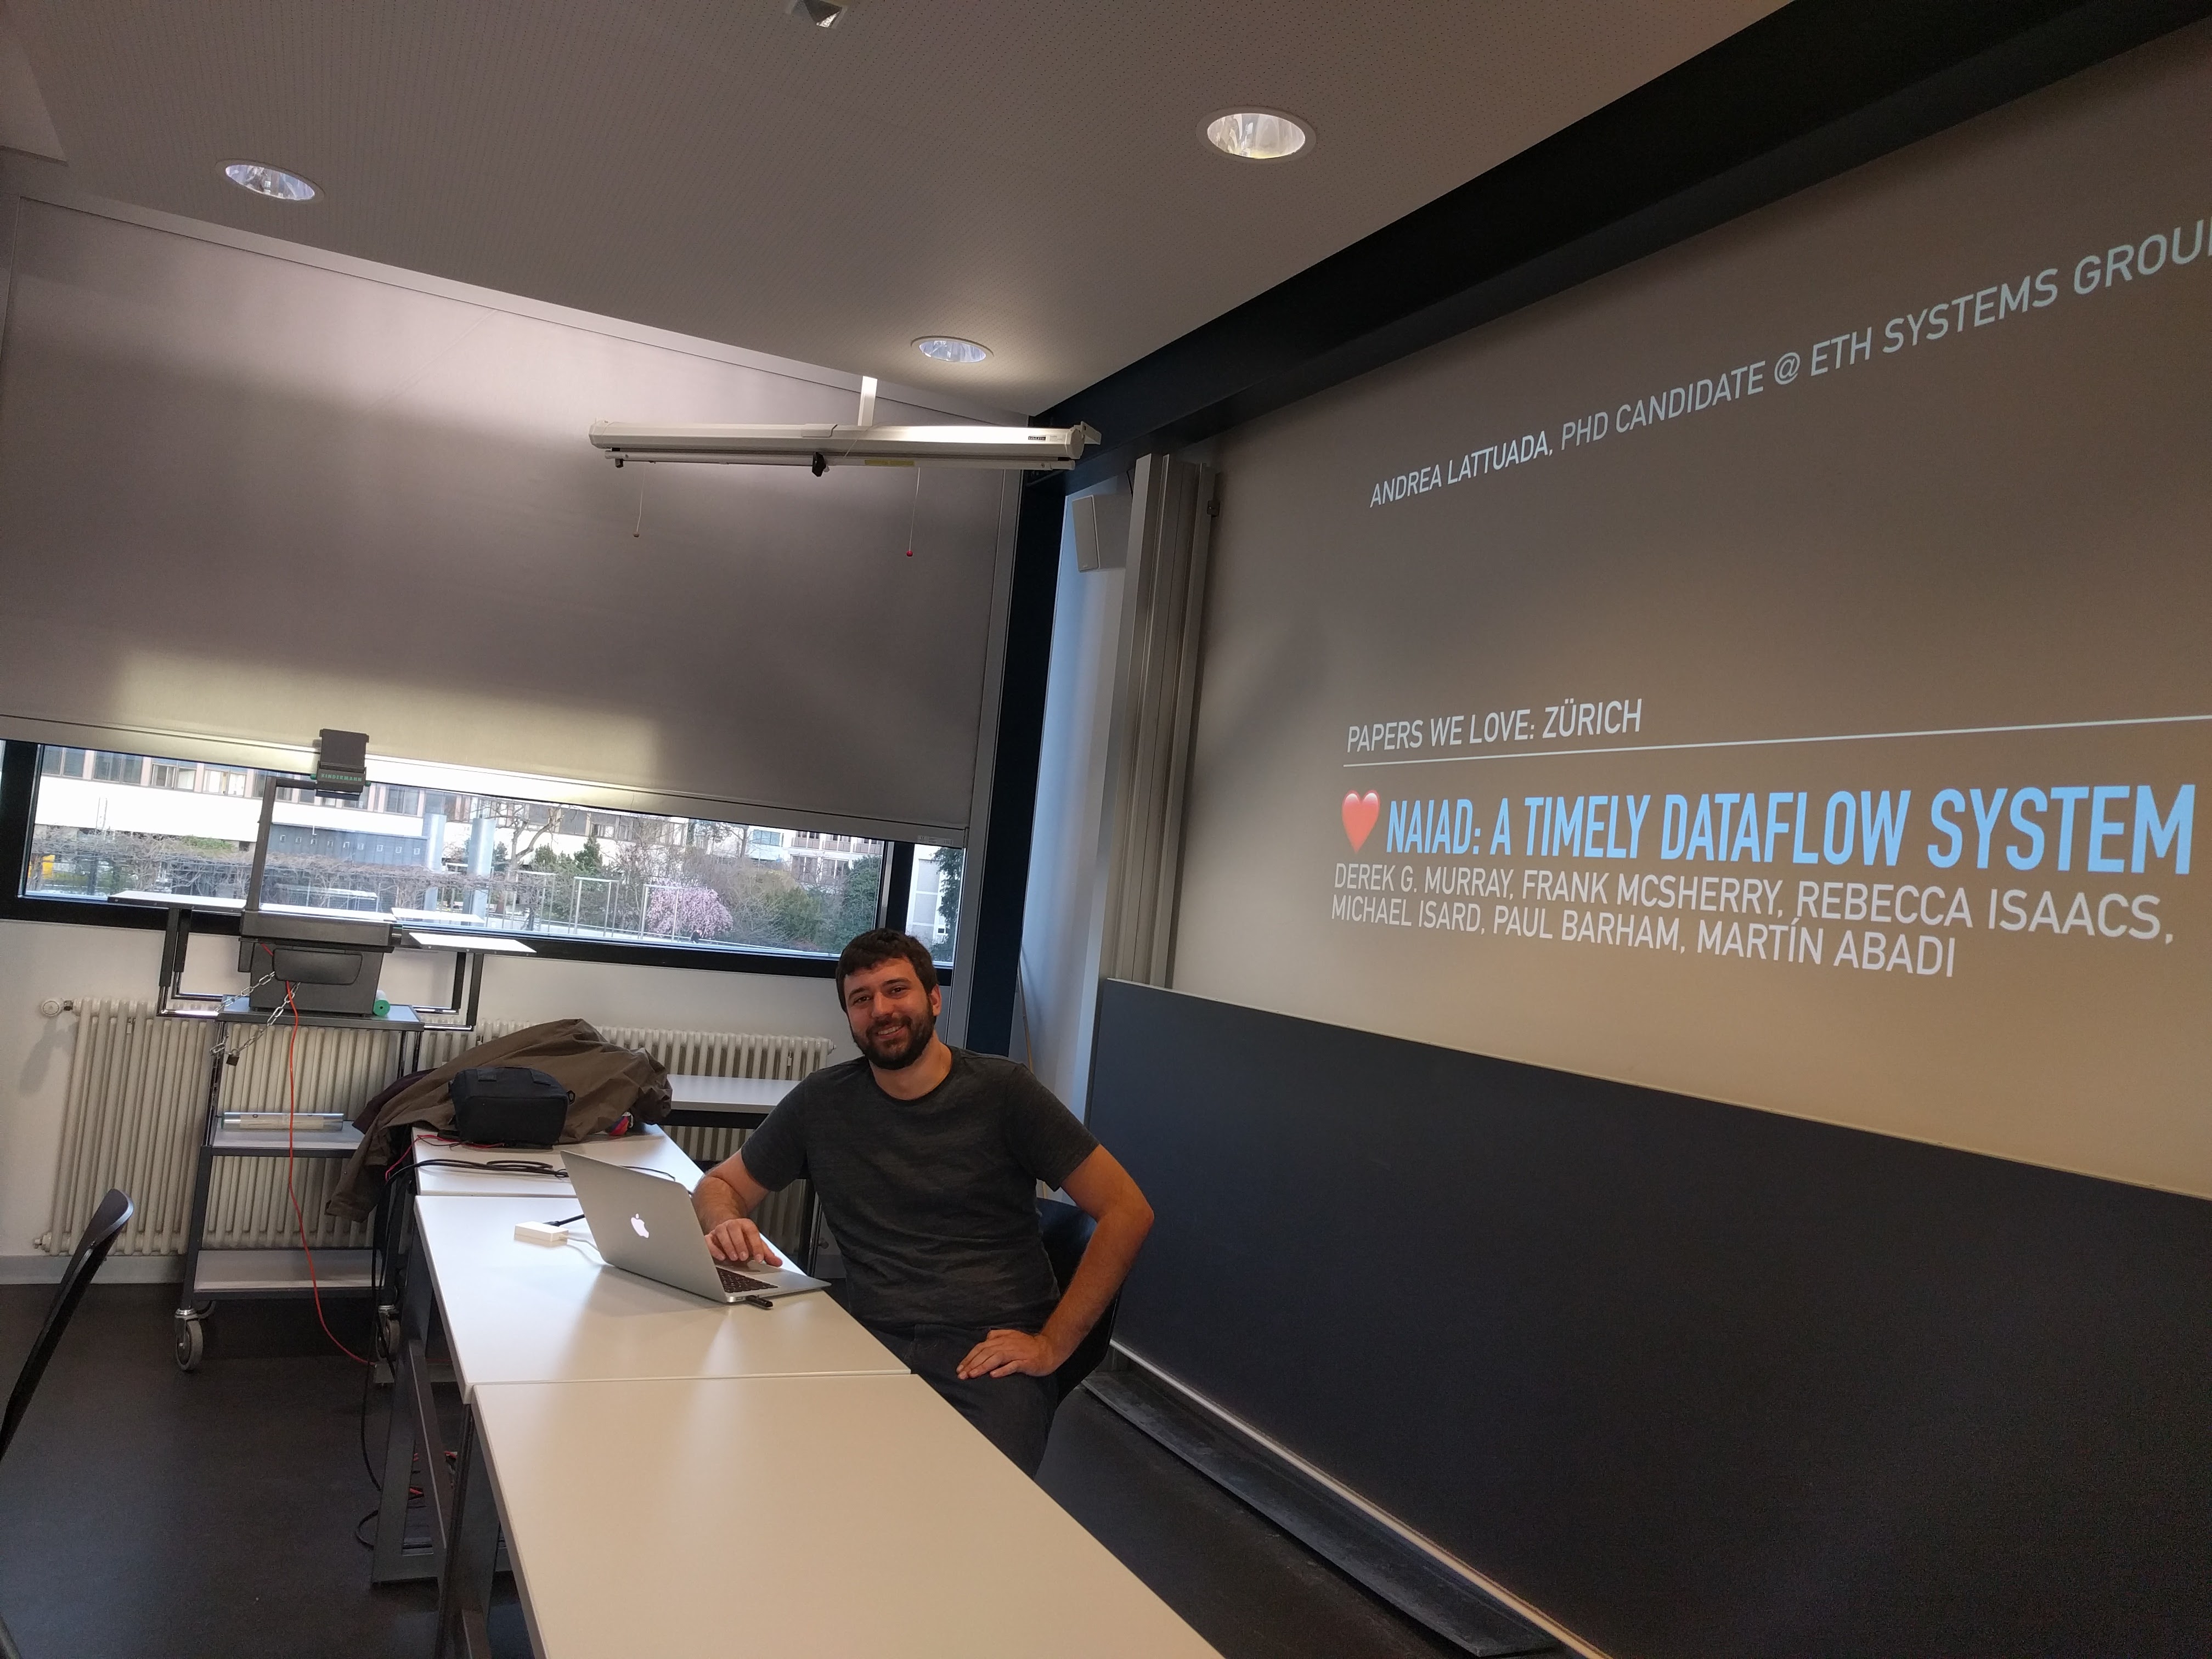 ANDREA LATTUADA, PHD CANDIDATE @ ETH SYSTEMS
PAPERS WE LOVE: ZÜRICH
❤️ NAIAD: A TIMELY DATAFLOW SYSTEM
DEREK G. MURRAY, FRANK MCSHERRY, REBECCA ISAACS,
MICHAEL ISARD, PAUL BARHAM, MARTÍN ABADI
KINDERMANN